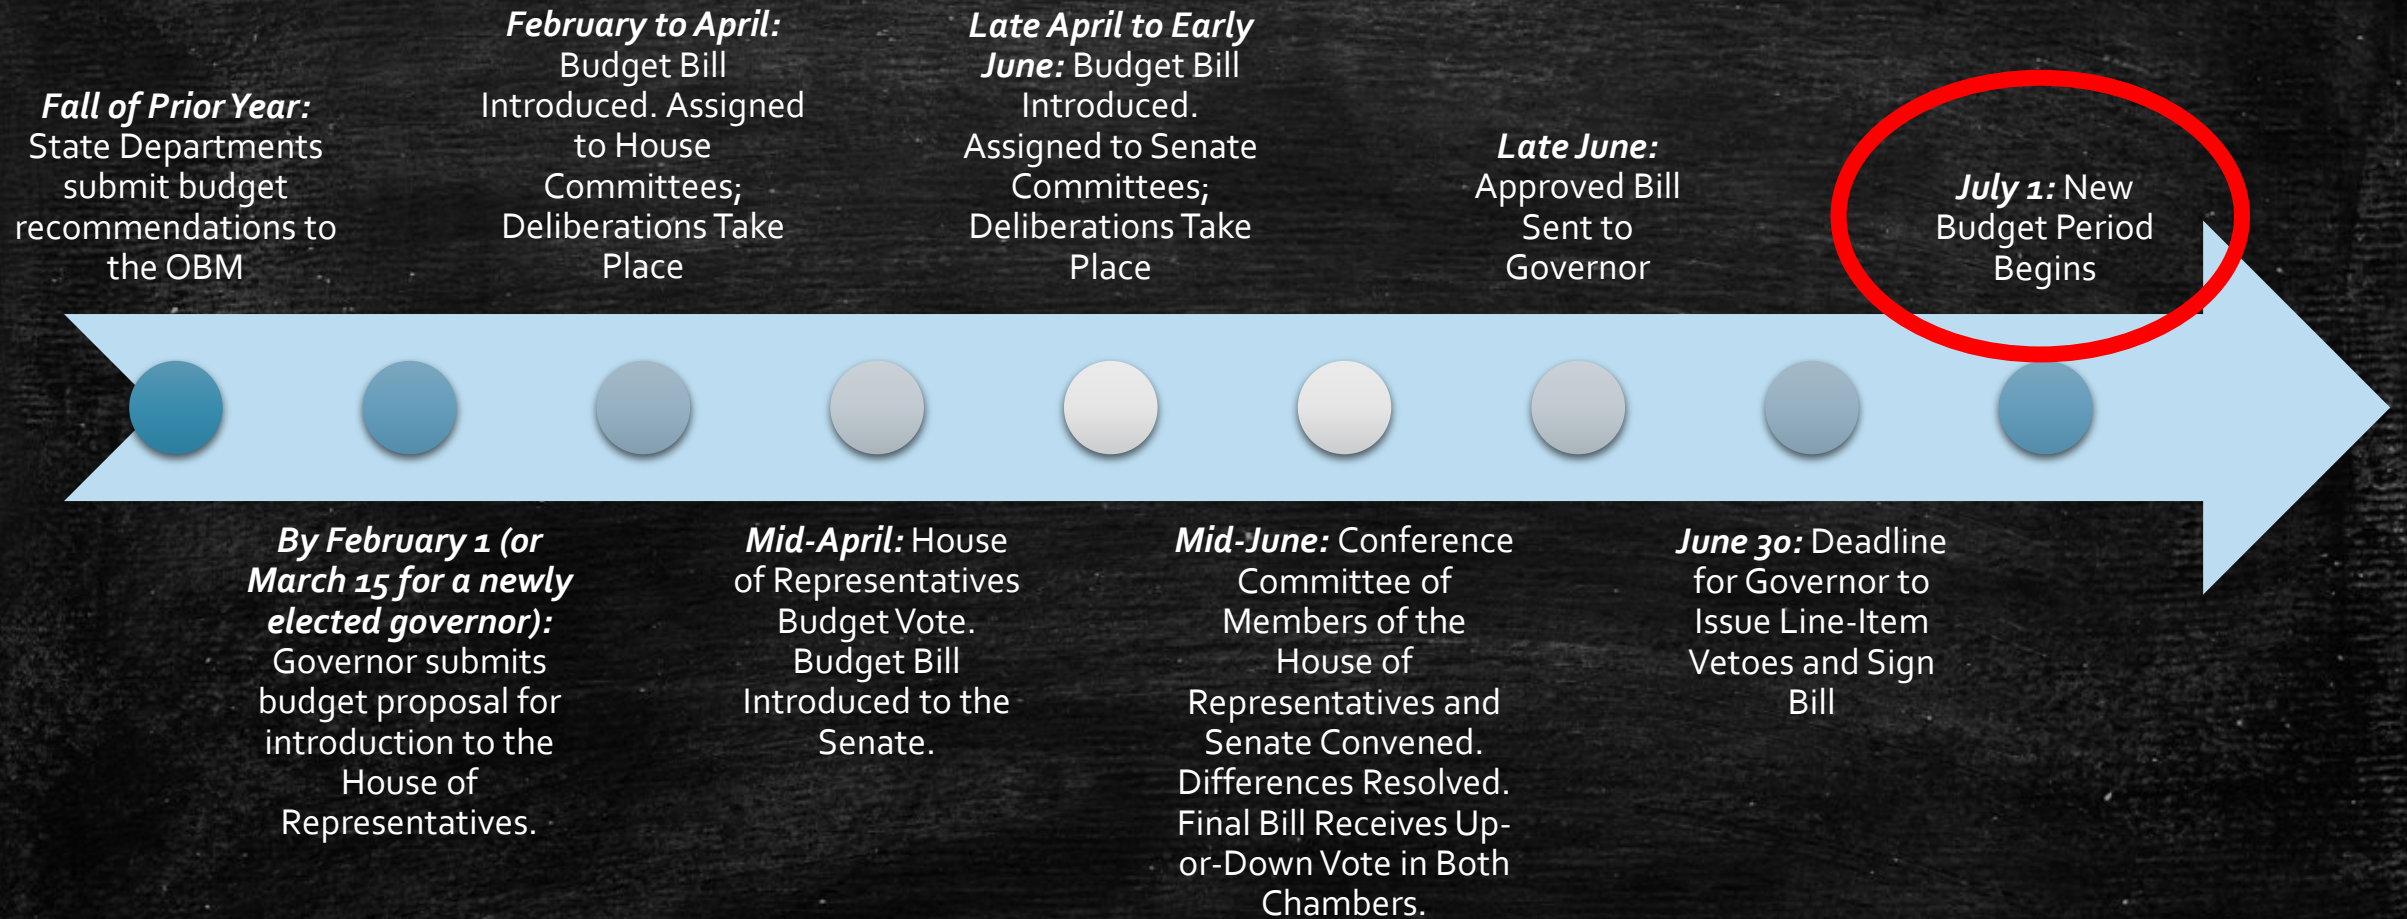 Fall of Prior Year:
State Departments
submit budget
recommendations to
the OBM
By February 1 (or
March 15 for a newly
elected governor):
Governor submits
budget proposal for
introduction to the
House of
Representatives.
February to April:
Budget Bill
Introduced. Assigned
to House
Committees;
Deliberations Take
Place
Mid-April: House
of Representatives
Budget Vote.
Budget Bill
Introduced to the
Senate.
Late April to Early
June: Budget Bill
Introduced.
Assigned to Senate
Committees;
Deliberations Take
Place
Mid-June: Conference
Committee of
Members of the
House of
Representatives and
Senate Convened.
Differences Resolved.
Final Bill Receives Up-
or-Down Vote in Both
Chambers.
Late June:
Approved Bill
Sent to
Governor
June 30: Deadline
for Governor to
Issue Line-Item
Vetoes and Sign
Bill
July 1: New
Budget Period
Begins